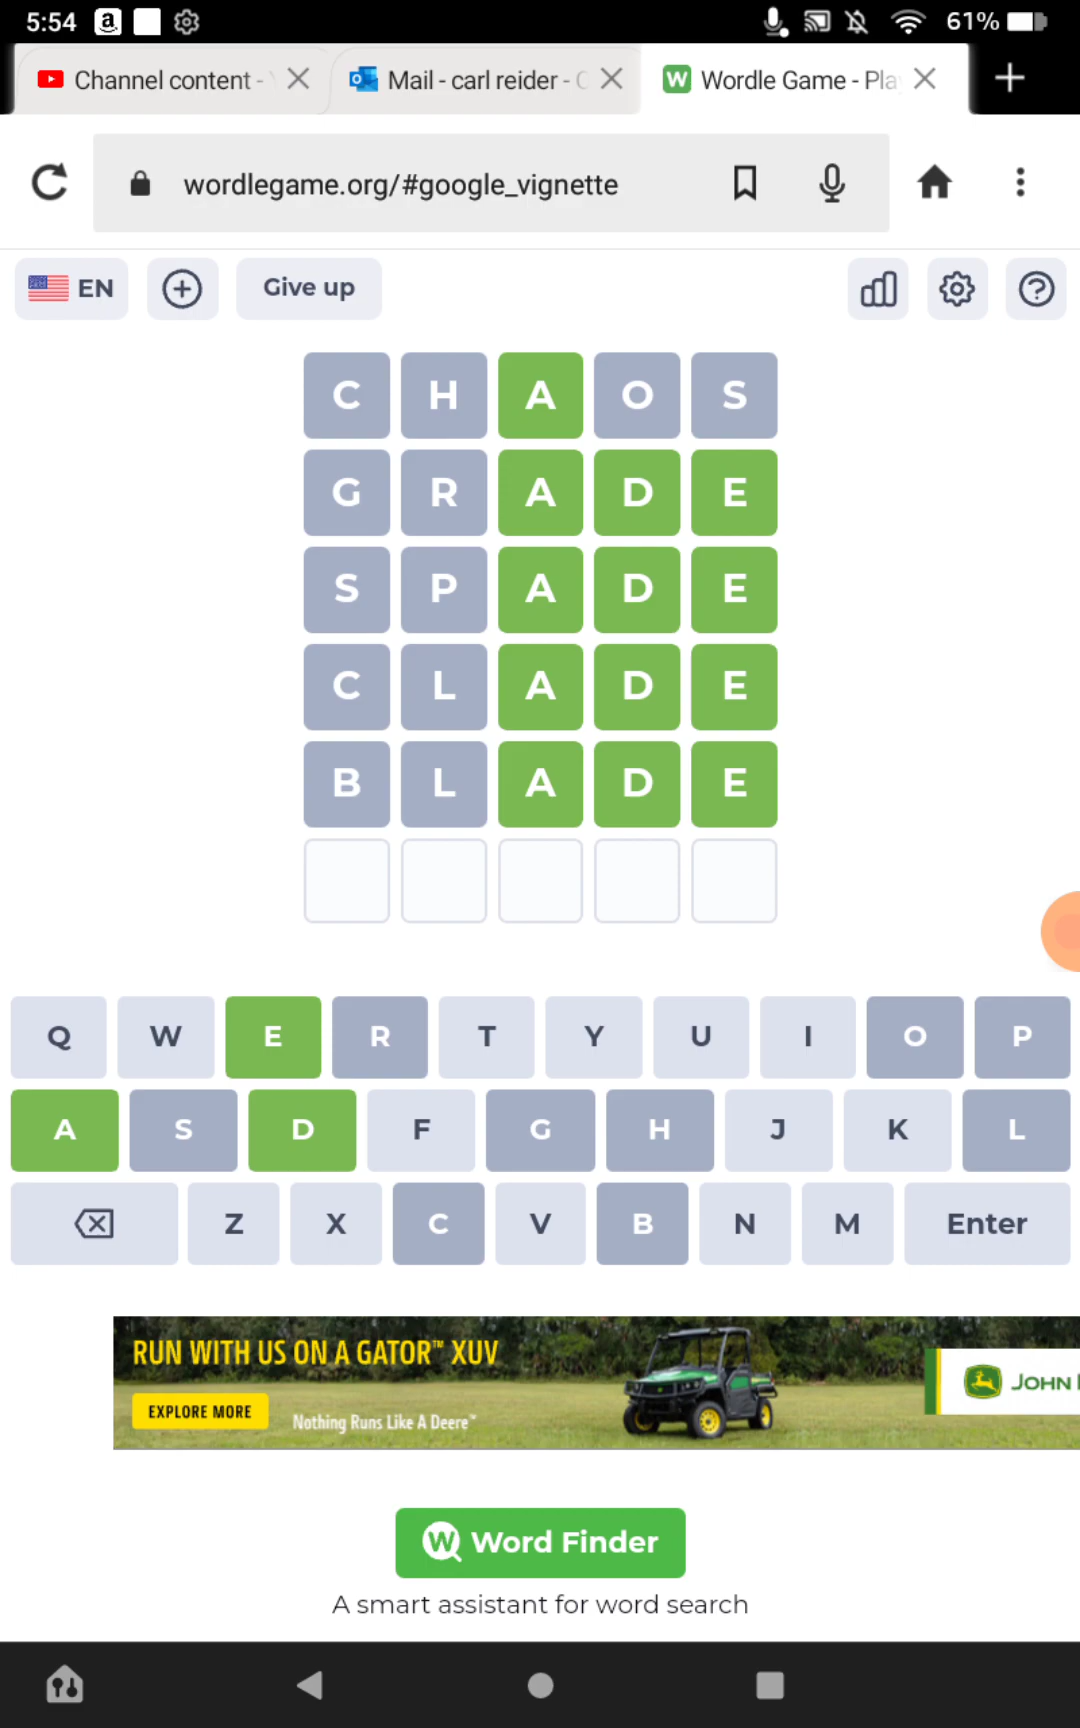 5:54 61%
Channel content - Mail - carl reider - Wordle Game - Pla
wordlegame.org/#google_vignette
EN Give up
C H A O S
G R A D E
S P A D E
C L A D E
B L A D E
Q W E R T Y U I O P
A S D F G H J K L
Z X C V B N M Enter
RUN WITH US ON A GATOR™ XUV
EXPLORE MORE Nothing Runs Like A Deere™
JOHN
W Word Finder
A smart assistant for word search